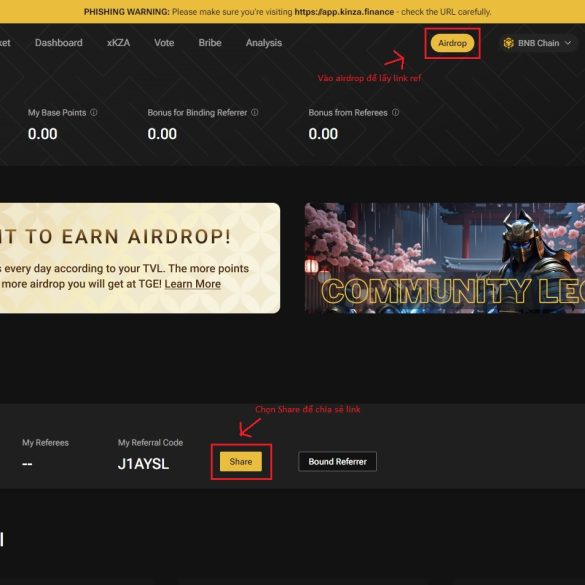 PHISHING WARNING: Please make sure you're visiting https://app.kinza.finance - check the URL carefully.
ket Dashboard xKZA Vote Bribe Analysis Airdrop BNB Chain
Vào airdrop để lấy link ref
My Base Points Bonus for Binding Referrer Bonus from Referees
0.00 0.00 0.00
IT TO EARN AIRDROP!
s every day according to your TVL. The more points
more airdrop you will get at TGE! Learn More
COMMUNITY LEG
Chọn Share để chia sẻ link
My Referees My Referral Code
-- J1AYSL Share Bound Referrer